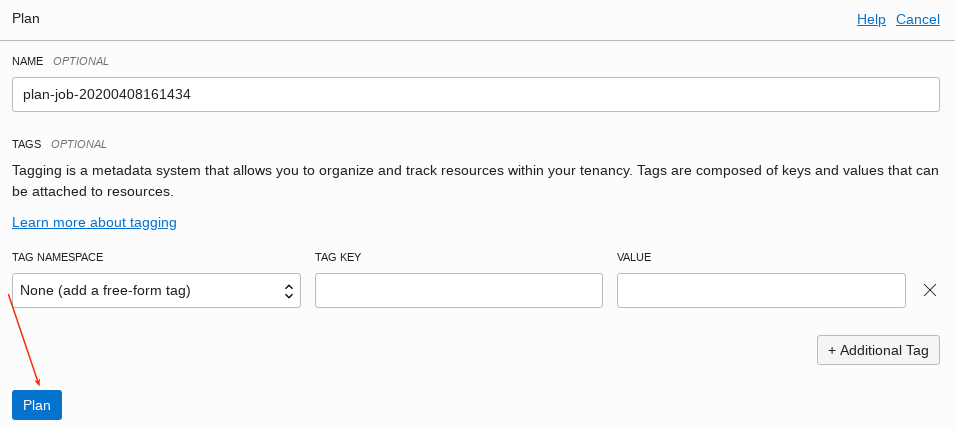 Plan
Help Cancel
NAME OPTIONAL
plan-job-20200408161434
TAGS OPTIONAL
Tagging is a metadata system that allows you to organize and track resources within your tenancy. Tags are composed of keys and values that can
be attached to resources.
Learn more about tagging
TAG NAMESPACE TAG KEY VALUE
None (add a free-form tag)
+ Additional Tag
Plan